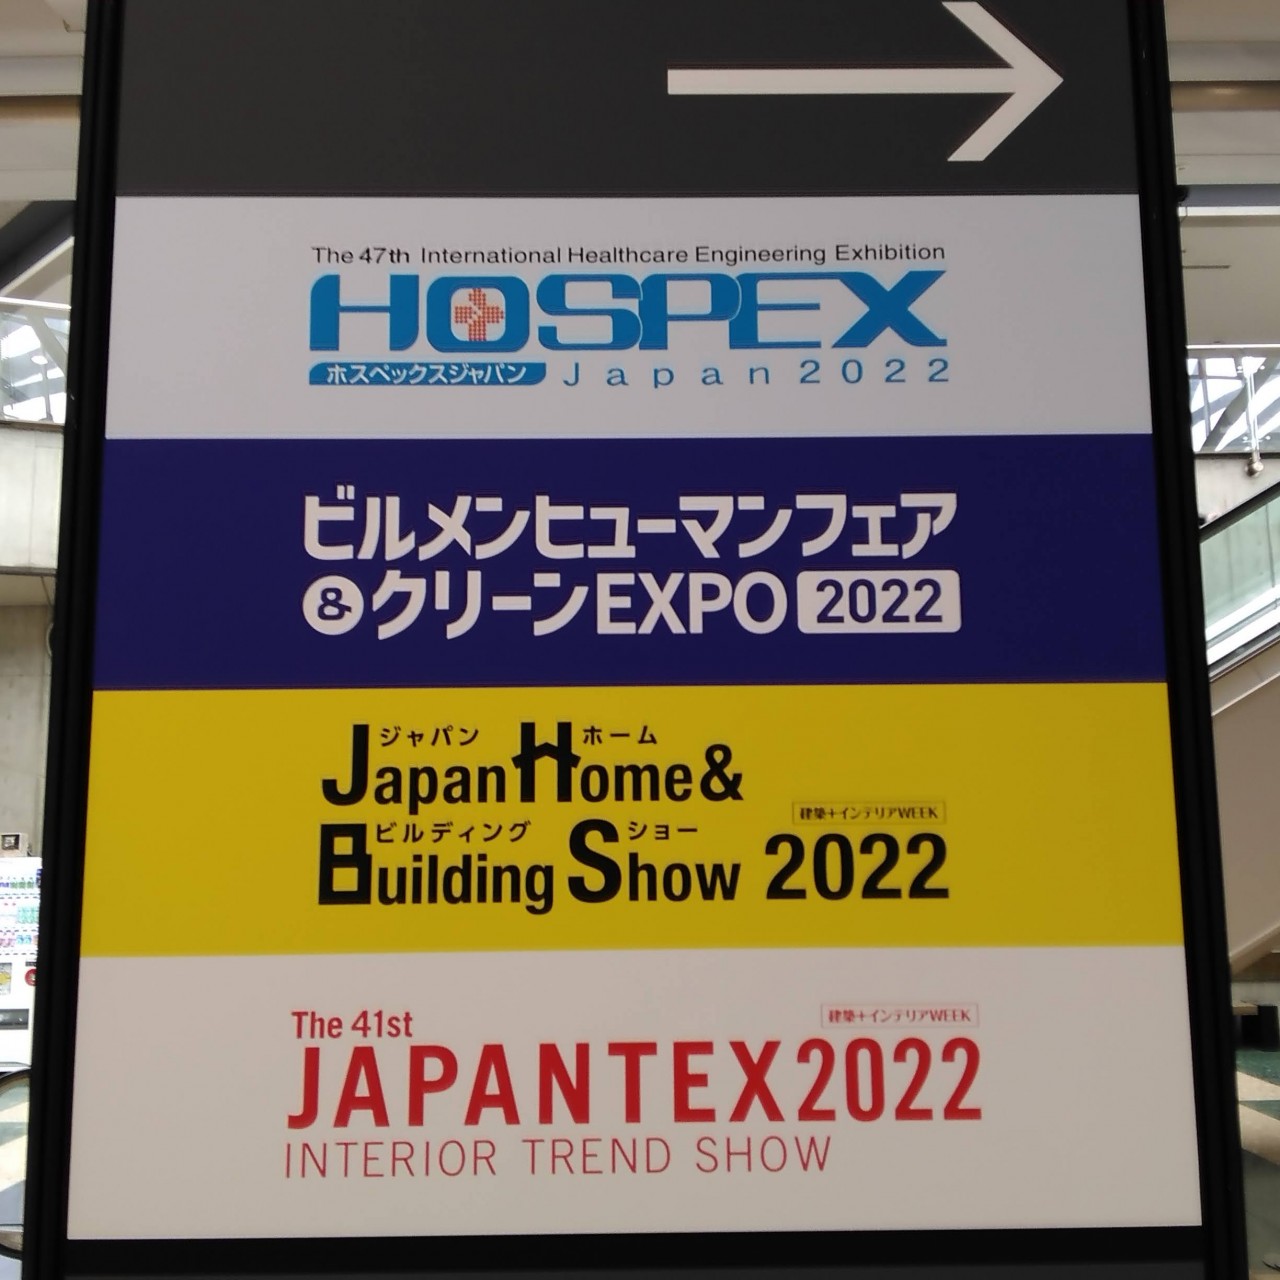 The 47th International Healthcare Engineering Exhibition
HOSPEX
ホスペックスジャパン Japan 2022
ビルメンヒューマンフェア
&クリーンEXPO 2022
ジャパン ホーム
Japan Home &
建築+インテリアWEEK
ビルディング ショー
Building Show 2022
The 41st
建築+インテリアWEEK
JAPANTEX2022
INTERIOR TREND SHOW